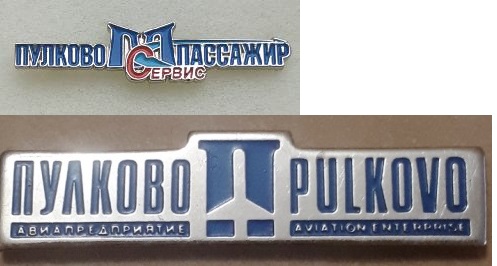 ПУЛКОВО ПАССАЖИР
СЕРВИС
ПУЛКОВО PULKOVO
АВИАПРЕДПРИЯТИЕ AVIATION ENTERPRISE